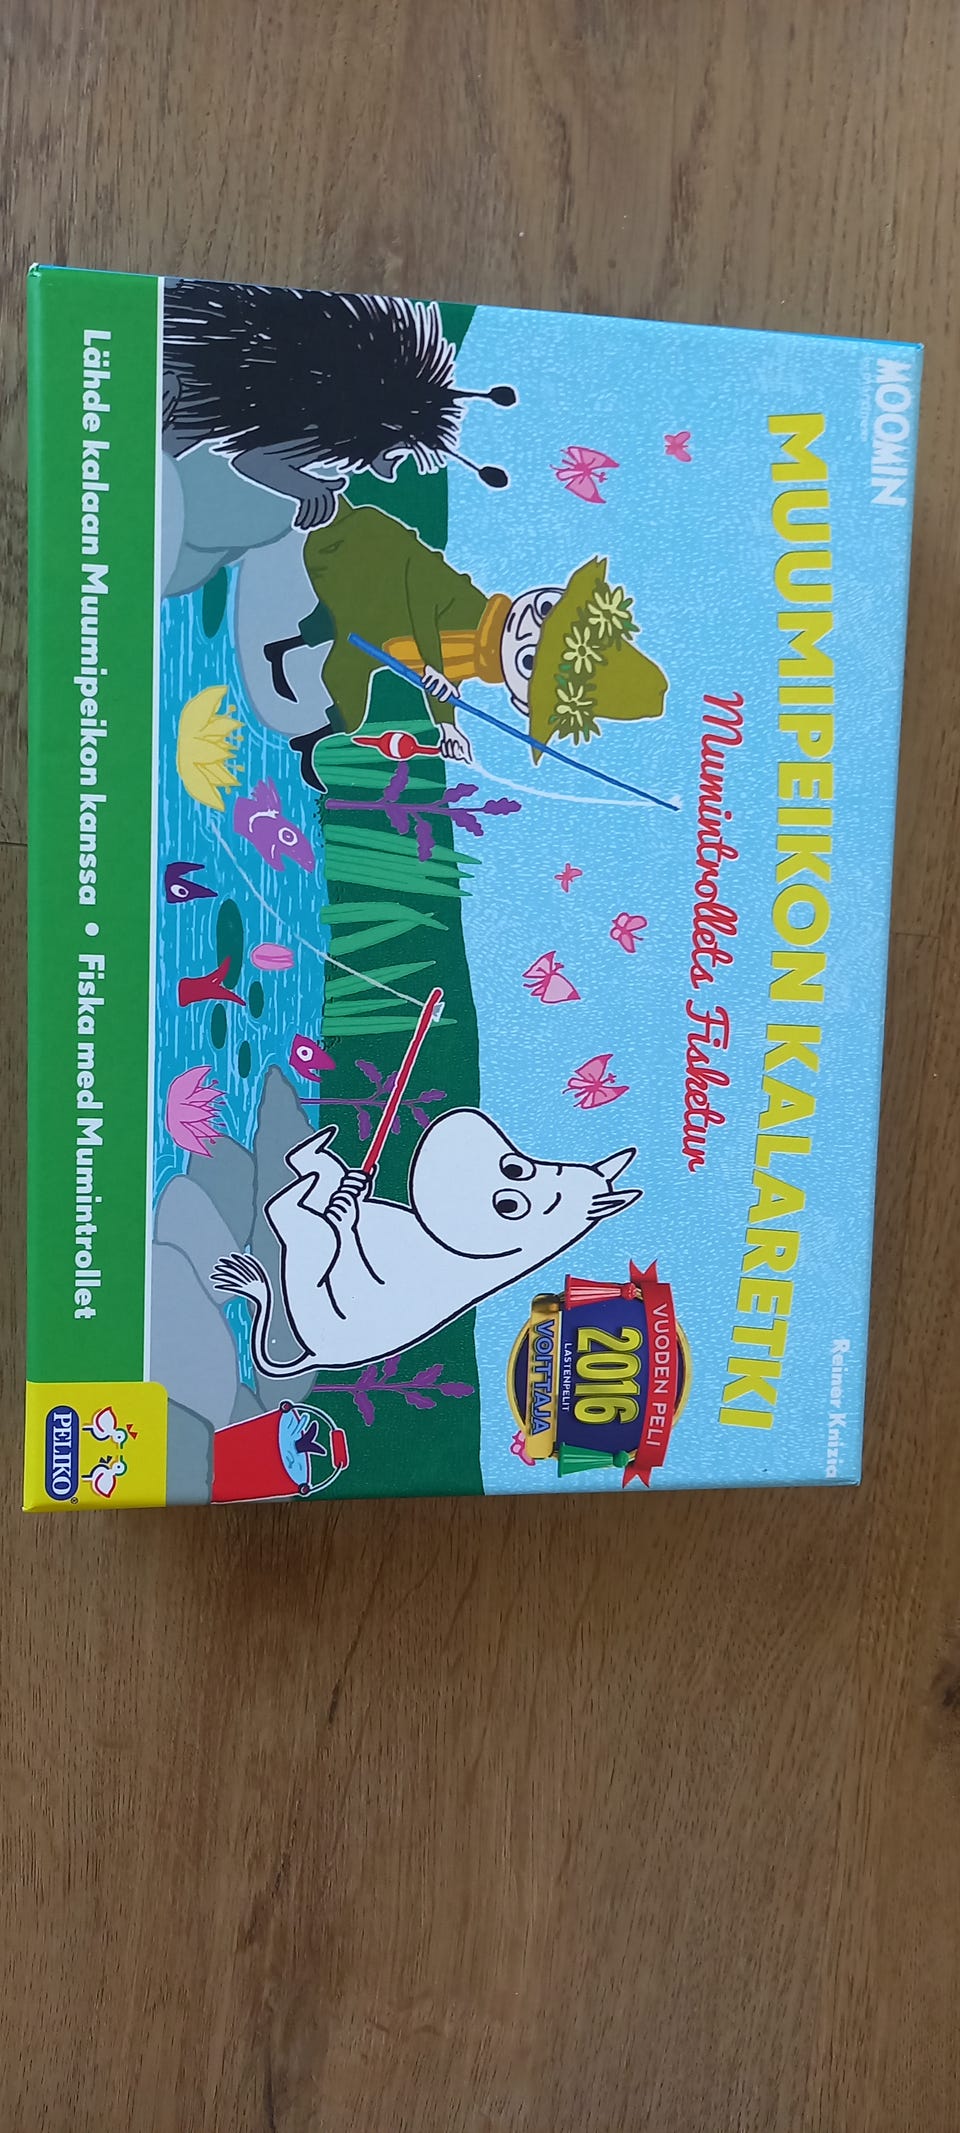 MOOMIN
Reiner Knizia
MUUMIPEIKON KALARETKI
Mumintrollets Fisketur
VUODEN PELI
2016
LASTENPELIT
VOITTAJA
Lähde kalaan Muumipeikon kanssa • Fiska med Mumintrollet
PELIKO®